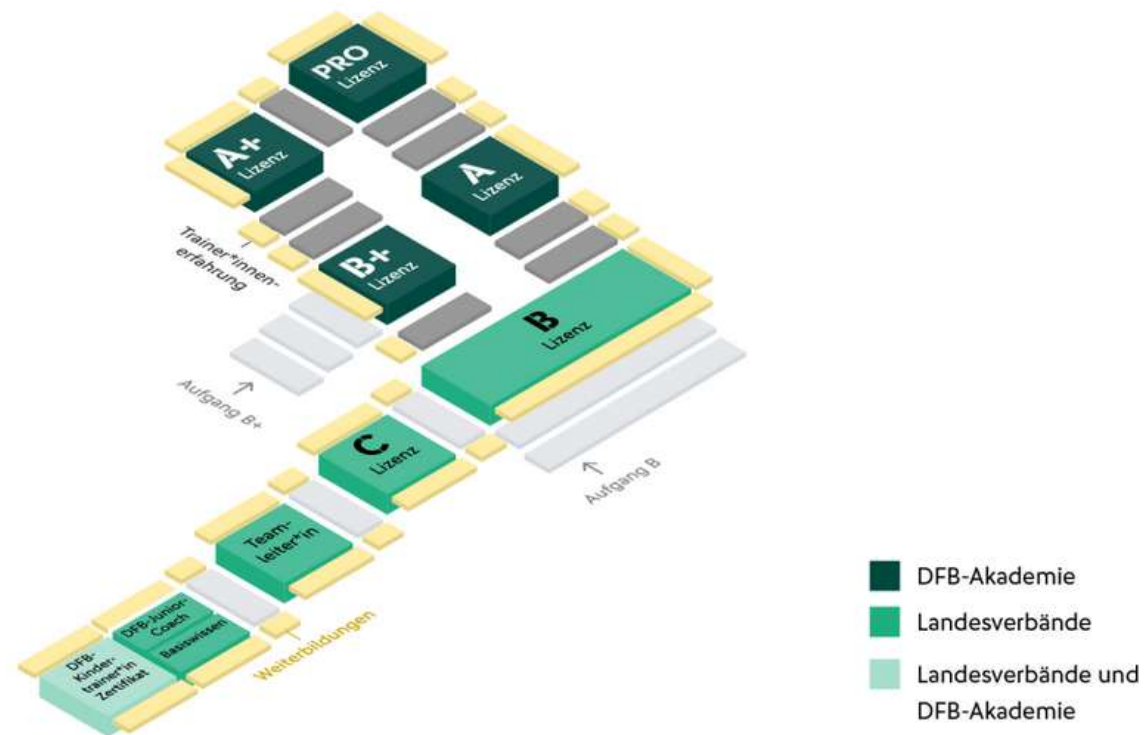 PRO
Lizenz
A+
Lizenz
A
Lizenz
Trainer*innen-
erfahrung
B+
Lizenz
B
Lizenz
Aufgang B+
C
Lizenz
Aufgang B
Team-
leiter*in
DFB-Junior-
Coach
Basiswissen
Weiterbildungen
DFB-
Kinder-
trainer*in
Zertifikat
DFB-Akademie
Landesverbände
Landesverbände und
DFB-Akademie